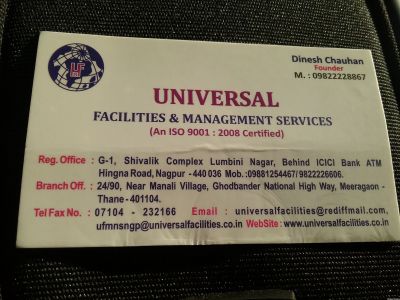 UF
Dinesh Chauhan
Founder
M. : 09822228867
UNIVERSAL
FACILITIES & MANAGEMENT SERVICES
(An ISO 9001 : 2008 Certified)
Reg. Office : G-1, Shivalik Complex Lumbini Nagar, Behind ICICI Bank ATM
Hingna Road, Nagpur - 440 036 Mob.:09881254467/ 9822226606.
Branch Off. : 24/90, Near Manali Village, Ghodbander National High Way, Meeragaon -
Thane - 401104.
Tel Fax No. : 07104 - 232166 Email : universalfacilities@rediffmail.com,
ufmnsngp@universalfacilities.co.in WebSite : www.universalfacilities.co.in